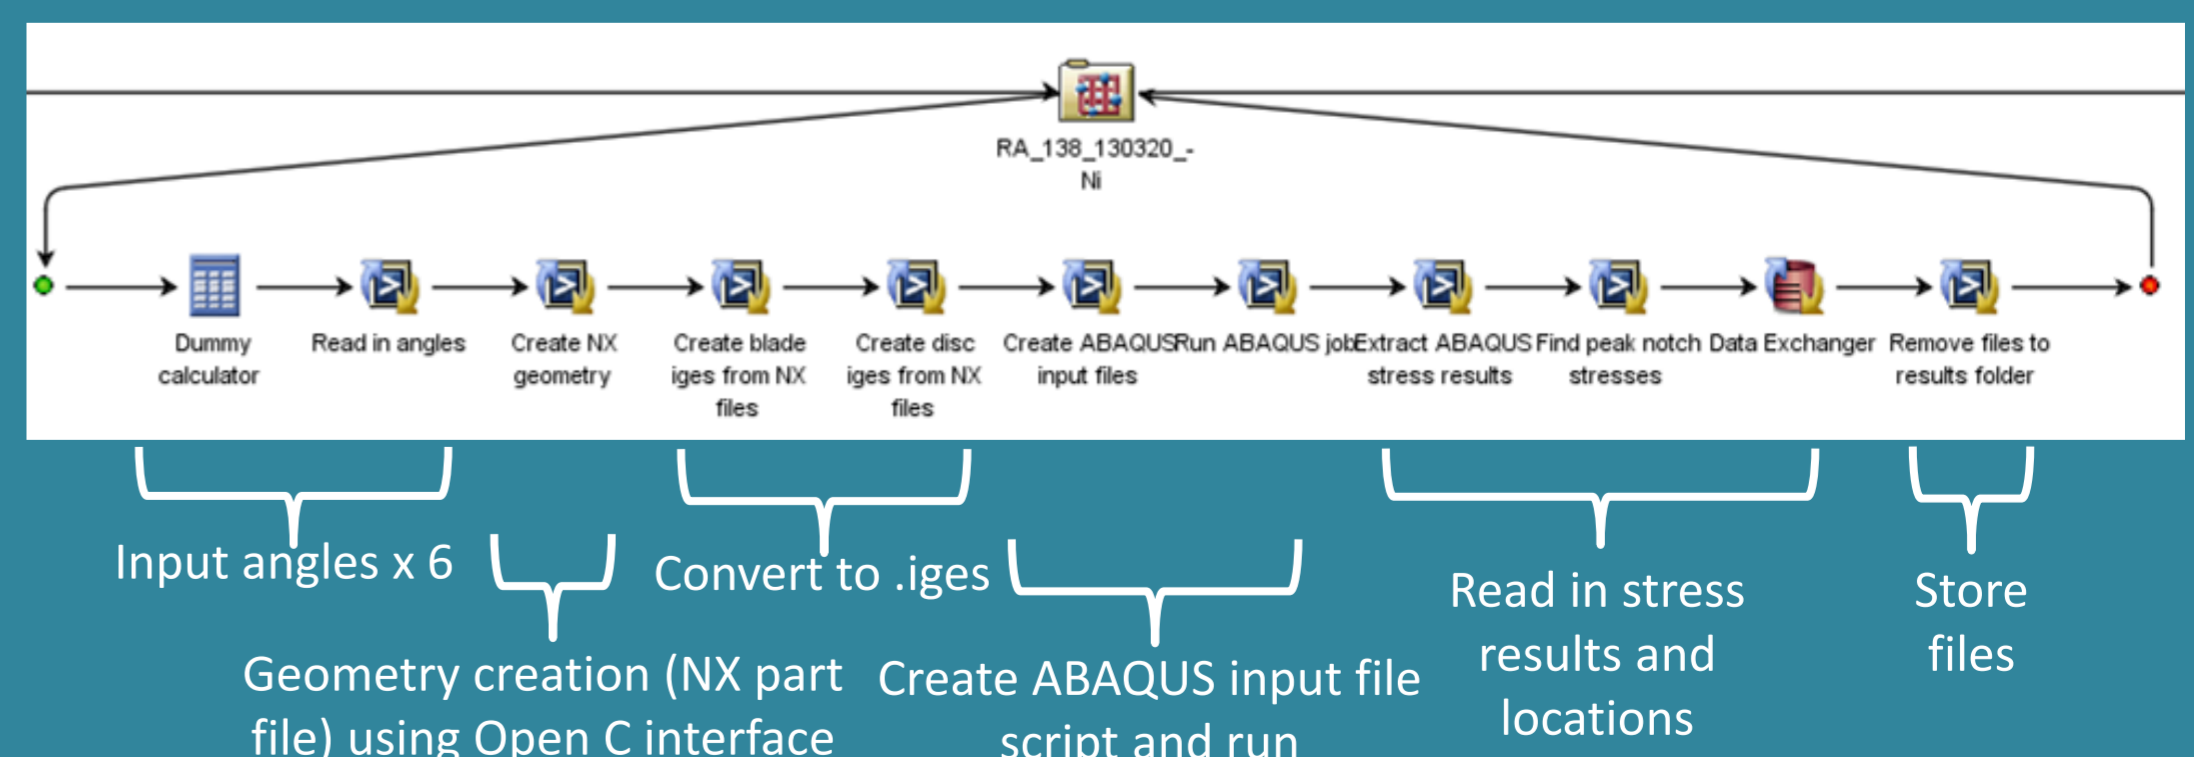 RA_138_130320_-
Ni
Dummy
calculator
Read in angles
Create NX
geometry
Create blade
iges from NX
files
Create disc
iges from NX
files
Create ABAQUS
input files
Run ABAQUS job
Extract ABAQUS
stress results
Find peak notch
stresses
Data Exchanger
Remove files to
results folder
Input angles x 6
Geometry creation (NX part
file) using Open C interface
Convert to .iges
Create ABAQUS input file
script and run
Read in stress
results and
locations
Store
files